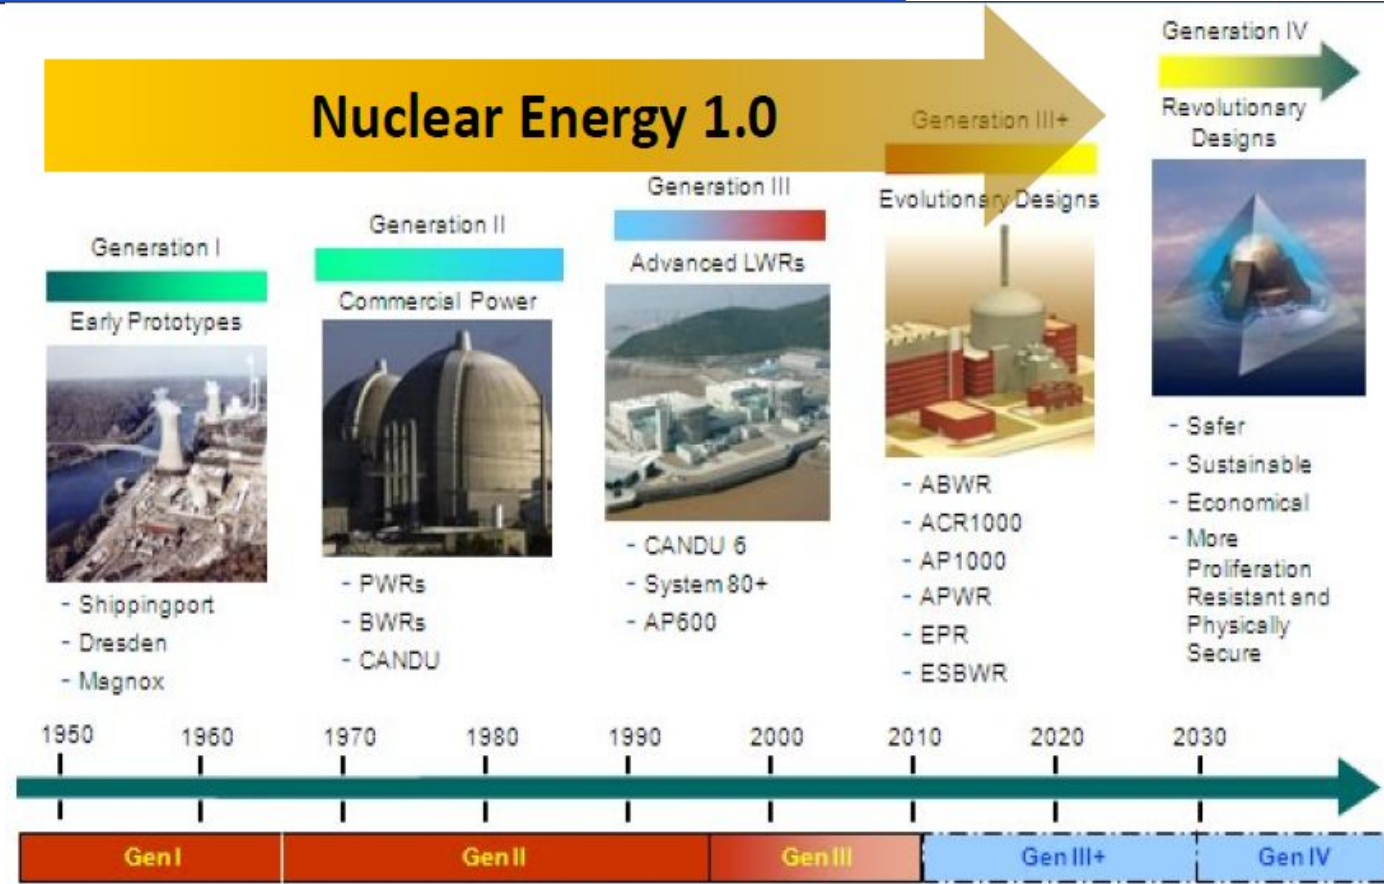 Nuclear Energy 1.0
Generation I
Early Prototypes
- Shippingport
- Dresden
- Magnox
Generation II
Commercial Power
- PWRs
- BWRs
- CANDU
Generation III
Advanced LWRs
- CANDU 6
- System 80+
- AP600
Generation III+
Evolutionary Designs
- ABWR
- ACR1000
- AP1000
- APWR
- EPR
- ESBWR
Generation IV
Revolutionary
Designs
- Safer
- Sustainable
- Economical
- More
Proliferation
Resistant and
Physically
Secure
1950
1960
1970
1980
1990
2000
2010
2020
2030
Gen I
Gen II
Gen III
Gen III+
Gen IV